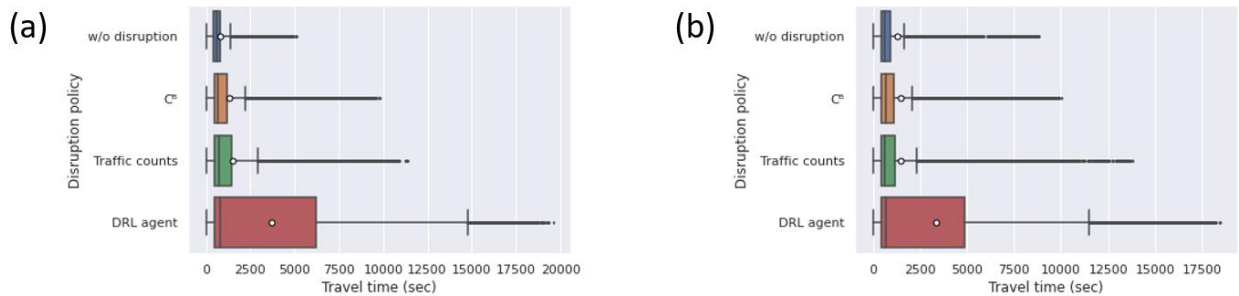 (a)
Disruption policy
w/o disruption
Cᴮ
Traffic counts
DRL agent
0 2500 5000 7500 10000 12500 15000 17500 20000
Travel time (sec)
(b)
Disruption policy
w/o disruption
Cᴮ
Traffic counts
DRL agent
0 2500 5000 7500 10000 12500 15000 17500
Travel time (sec)